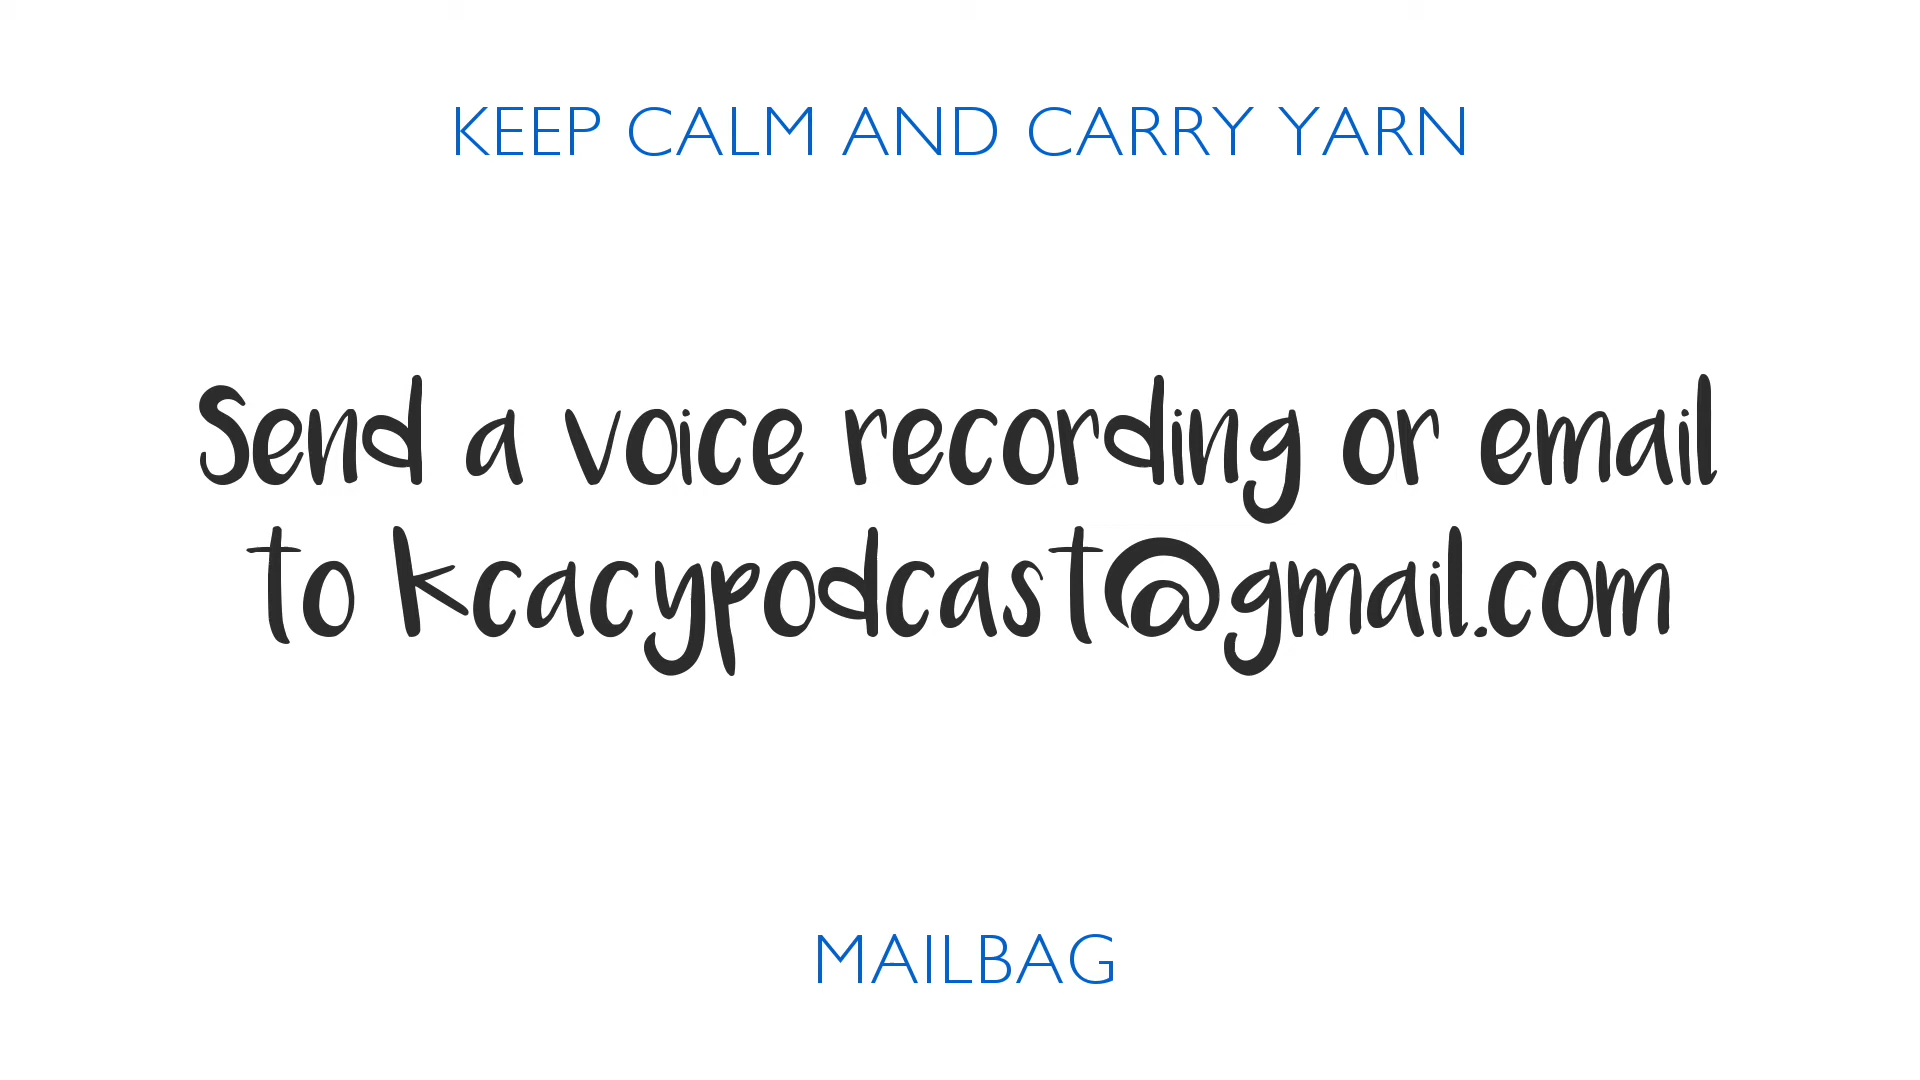 KEEP CALM AND CARRY YARN
Send a voice recording or email
to kcacypodcast@gmail.com
MAILBAG